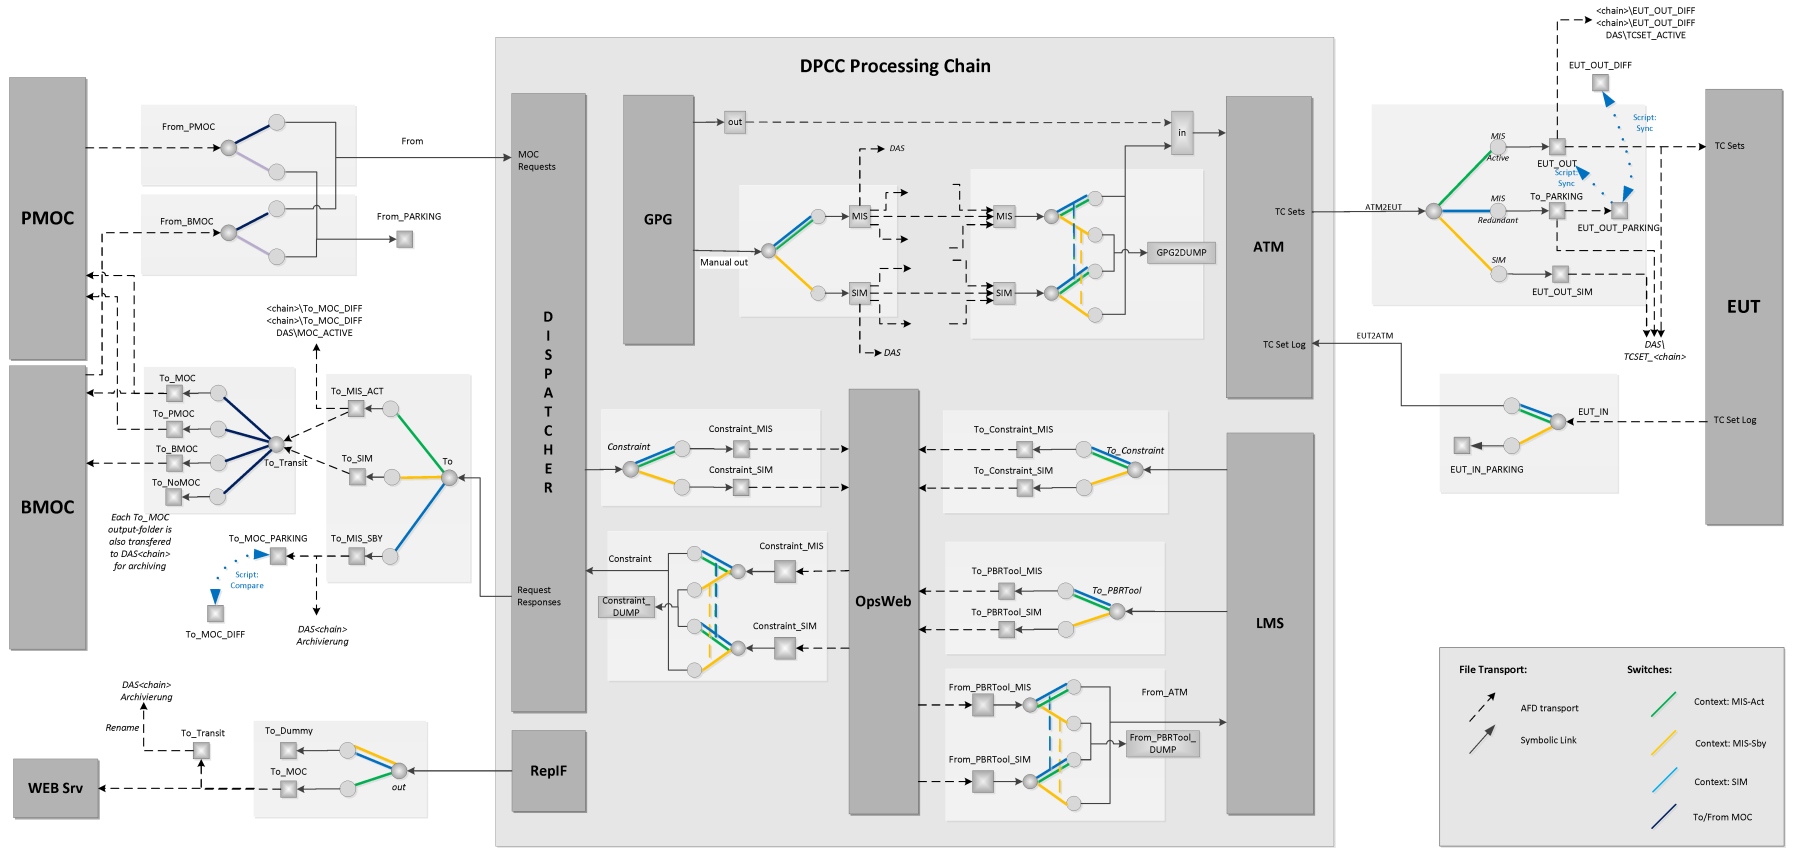 DPCC Processing Chain
PMOC
BMOC
From_PMOC
From_BMOC
From
From_PARKING
<chain>\To_MOC_DIFF
<chain>\To_MOC_DIFF
DAS\MOC_ACTIVE
To_MOC
To_PMOC
To_BMOC
To_NoMOC
To_Transit
Each To_MOC
output-folder is
also transfered
to DAS<chain>
for archiving
To_MIS_ACT
To_SIM
To
To_MIS_SBY
To_MOC_PARKING
Script:
Compare
To_MOC_DIFF
DAS<chain>
Archivierung
DAS<chain>
Archivierung
Rename
To_Transit
WEB Srv
To_Dummy
To_MOC
out
RepIF
MOC
Requests
D
I
S
P
A
T
C
H
E
R
Request
Responses
GPG
out
Manual out
DAS
MIS
SIM
DAS
MIS
SIM
in
GPG2DUMP
ATM
TC Sets
TC Set Log
Constraint
Constraint_MIS
Constraint_SIM
Constraint
Constraint_MIS
Constraint_
DUMP
Constraint_SIM
OpsWeb
To_Constraint_MIS
To_Constraint
To_Constraint_SIM
To_PBRTool_MIS
To_PBRTool
To_PBRTool_SIM
From_PBRTool_MIS
From_ATM
From_PBRTool_
DUMP
From_PBRTool_SIM
LMS
<chain>\EUT_OUT_DIFF
<chain>\EUT_OUT_DIFF
DAS\TCSET_ACTIVE
EUT_OUT_DIFF
Script:
Sync
MIS
Active
EUT_OUT
Script:
Sync
ATM2EUT
MIS
Redundant
To_PARKING
EUT_OUT_PARKING
SIM
EUT_OUT_SIM
DAS\
TCSET_<chain>
EUT2ATM
EUT_IN
EUT_IN_PARKING
TC Sets
EUT
TC Set Log
File Transport:
AFD transport
Symbolic Link
Switches:
Context: MIS-Act
Context: MIS-Sby
Context: SIM
To/From MOC